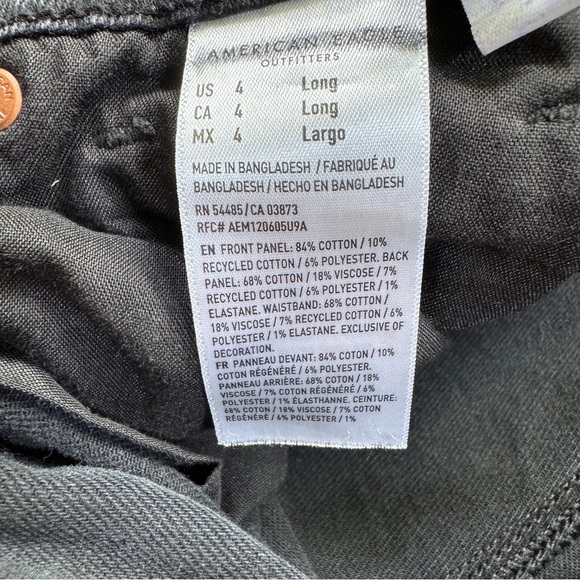 AMERICAN EAGLE
OUTFITTERS
US 4 Long
CA 4 Long
MX 4 Largo
MADE IN BANGLADESH / FABRIQUÉ AU
BANGLADESH / HECHO EN BANGLADESH
RN 54485/CA 03873
RFC# AEM120605U9A
EN FRONT PANEL: 84% COTTON / 10%
RECYCLED COTTON / 6% POLYESTER. BACK
PANEL: 68% COTTON / 18% VISCOSE / 7%
RECYCLED COTTON / 6% POLYESTER / 1%
ELASTANE. WAISTBAND: 68% COTTON /
18% VISCOSE / 7% RECYCLED COTTON / 6%
POLYESTER / 1% ELASTANE. EXCLUSIVE OF
DECORATION.
FR PANNEAU DEVANT: 84% COTON / 10%
COTON RÉGÉNÉRÉ / 6% POLYESTER.
PANNEAU ARRIÈRE: 68% COTON / 18%
VISCOSE / 7% COTON RÉGÉNÉRÉ / 6%
POLYESTER / 1% ÉLASTHANNE. CEINTURE:
68% COTON / 18% VISCOSE / 7% COTON
RÉGÉNÉRÉ / 6% POLYESTER / 1%